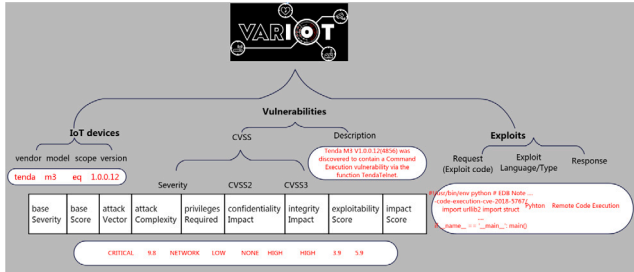 VARIOT
Vulnerabilities
IoT devices
CVSS
Description
Exploits
vendor model scope version
tenda m3 eq 1.0.0.12
Tenda M3 V1.0.0.12(4856) was
discovered to contain a Command
Execution vulnerability via the
function TendaTelnet.
Request
(Exploit code)
Exploit
Language/Type
Response
Severity
CVSS2
CVSS3
#!/usr/bin/env python # EDB Note ....
-code-execution-cve-2018-5767/
import urllib2 import struct
...
if __name__ == '__main__': main()
Pyhton
Remote Code Execution
base
Severity
base
Score
attack
Vector
attack
Complexity
privileges
Required
confidentiality
Impact
integrity
Impact
exploitability
Score
impact
Score
CRITICAL 9.8 NETWORK LOW NONE HIGH HIGH 3.9 5.9